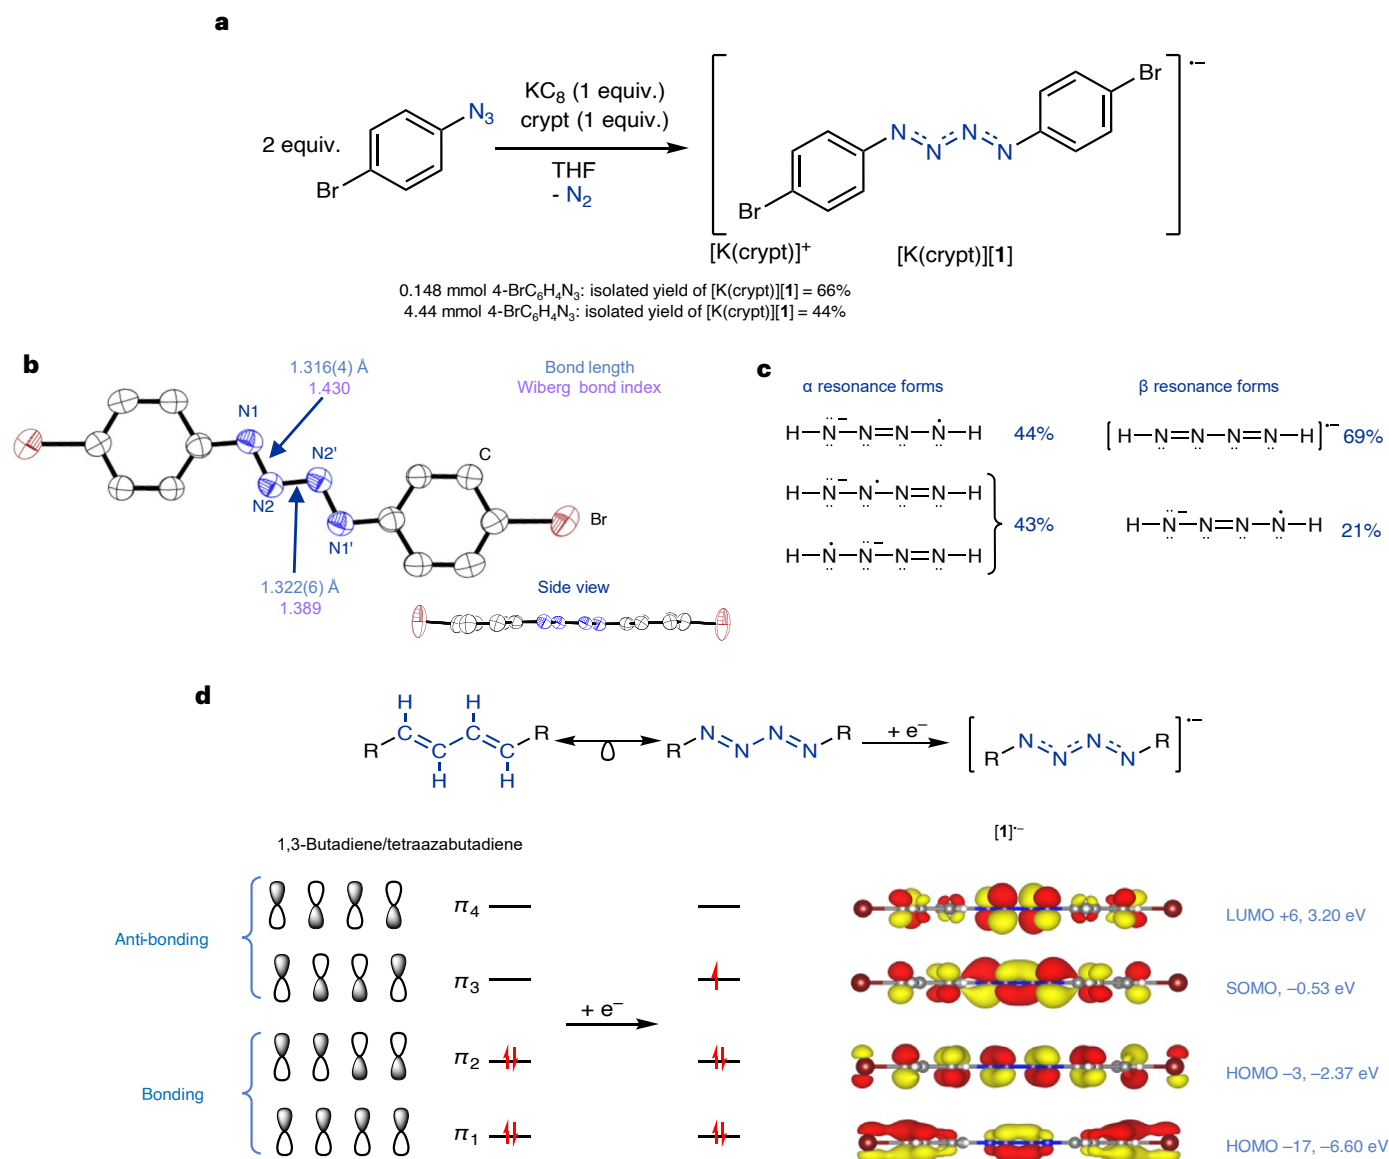 a
2 equiv.
N3
Br
KC8 (1 equiv.)
crypt (1 equiv.)
THF
- N2
Br
N
N
N
N
Br
•−
[K(crypt)]+
[K(crypt)][1]
0.148 mmol 4-BrC6H4N3: isolated yield of [K(crypt)][1] = 66%
4.44 mmol 4-BrC6H4N3: isolated yield of [K(crypt)][1] = 44%
b
1.316(4) Å
1.430
Bond length
Wiberg bond index
N1
N2'
N2
N1'
C
Br
1.322(6) Å
1.389
Side view
c
α resonance forms
β resonance forms
H–N–N=N–N–H
44%
[H–N=N–N=N–H]•−
69%
H–N–N–N=N–H
43%
H–N–N=N–N–H
21%
H–N–N–N=N–H
d
H
H
R
C
C
C
C
R
H
H
R
N
N
N
N
R
+ e−
R
N
N
N
N
R
•−
1,3-Butadiene/tetraazabutadiene
[1]•−
Anti-bonding
π4
LUMO +6, 3.20 eV
π3
SOMO, –0.53 eV
+ e−
Bonding
π2
HOMO –3, –2.37 eV
π1
HOMO –17, –6.60 eV